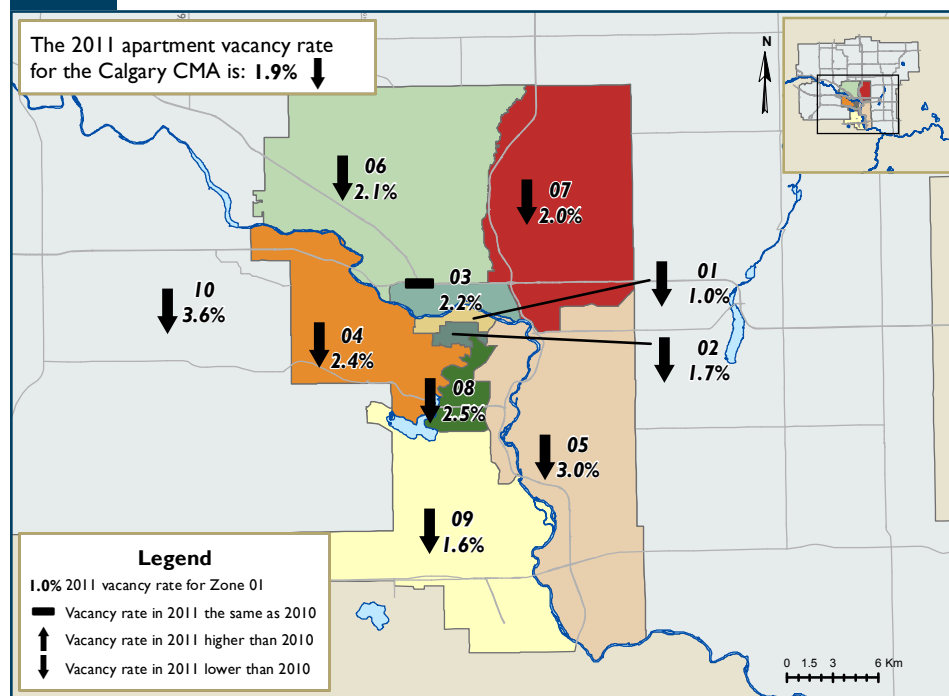 The 2011 apartment vacancy rate
for the Calgary CMA is: 1.9%
N
06
2.1%
07
2.0%
03
2.2%
01
1.0%
10
3.6%
04
2.4%
02
1.7%
08
2.5%
05
3.0%
09
1.6%
Legend
1.0% 2011 vacancy rate for Zone 01
Vacancy rate in 2011 the same as 2010
Vacancy rate in 2011 higher than 2010
Vacancy rate in 2011 lower than 2010
0 1.5 3 6 Km